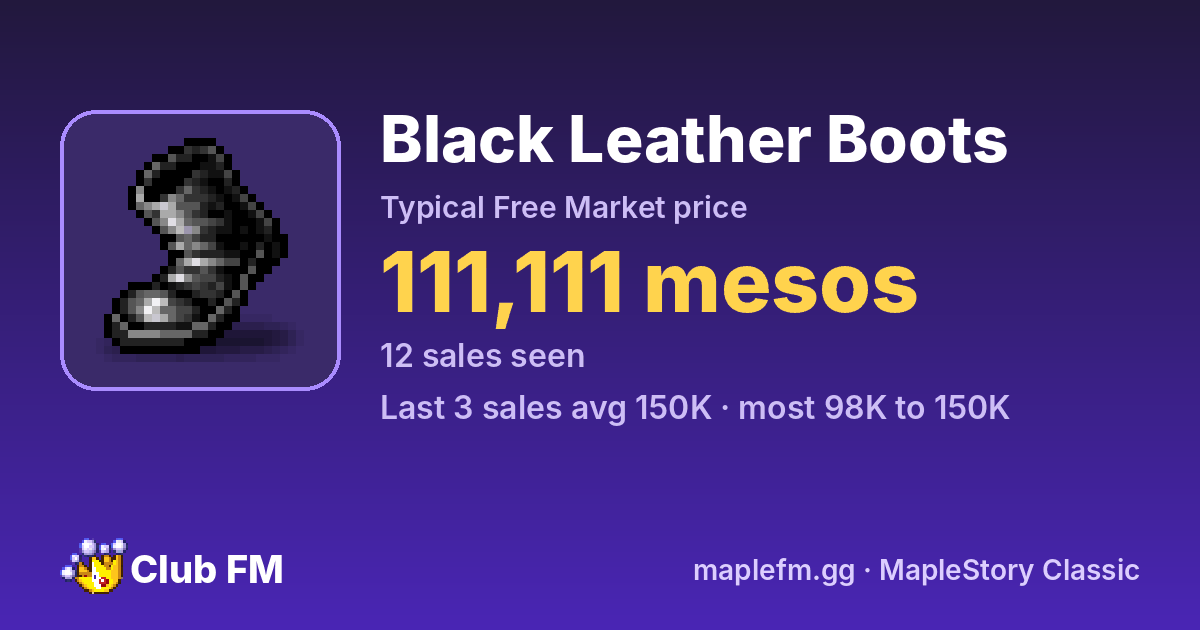 Black Leather Boots
Typical Free Market price
111,111 mesos
12 sales seen
Last 3 sales avg 150K · most 98K to 150K
Club FM
maplefm.gg · MapleStory Classic